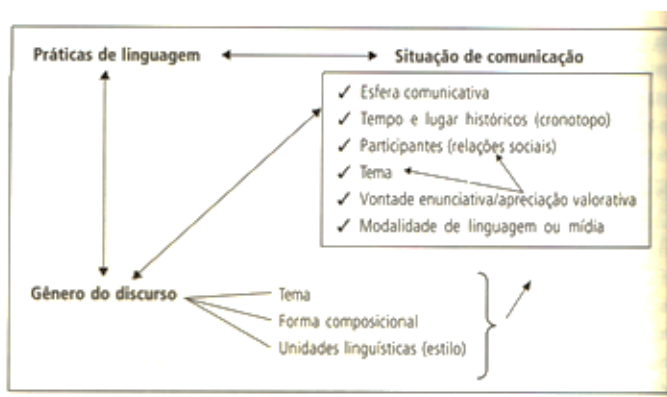 Práticas de linguagem
Situação de comunicação
✓ Esfera comunicativa
✓ Tempo e lugar históricos (cronotopo)
✓ Participantes (relações sociais)
✓ Tema
✓ Vontade enunciativa/apreciação valorativa
✓ Modalidade de linguagem ou mídia
Gênero do discurso
Tema
Forma composicional
Unidades linguísticas (estilo)